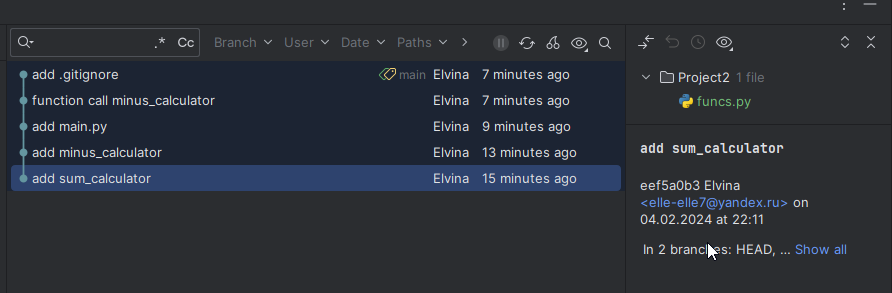 .* Cc Branch User Date Paths
add .gitignore main Elvina 7 minutes ago
function call minus_calculator Elvina 7 minutes ago
add main.py Elvina 9 minutes ago
add minus_calculator Elvina 13 minutes ago
add sum_calculator Elvina 15 minutes ago
Project2 1 file
funcs.py
add sum_calculator
eef5a0b3 Elvina
<elle-elle7@yandex.ru> on
04.02.2024 at 22:11
In 2 branches: HEAD, ... Show all